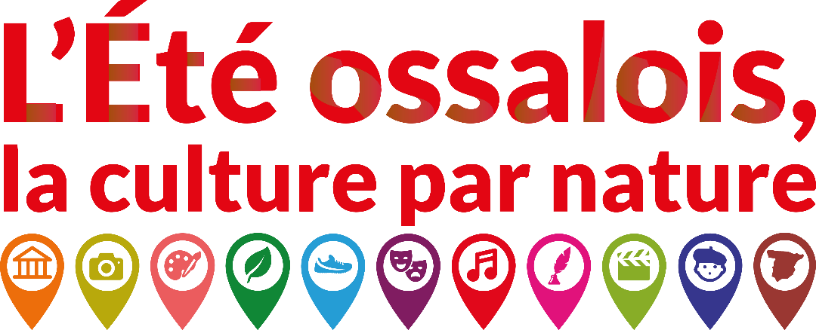 L'Été ossalois,
la culture par nature